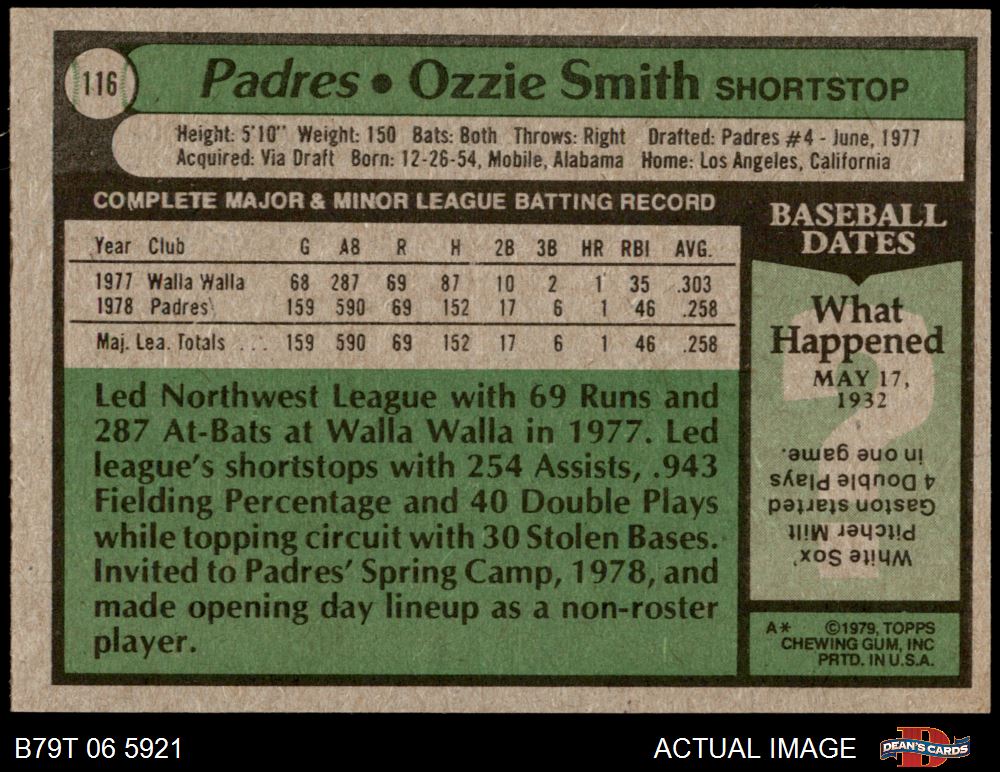 116
Padres • Ozzie Smith SHORTSTOP
Height: 5'10" Weight: 150 Bats: Both Throws: Right Drafted: Padres #4 - June, 1977
Acquired: Via Draft Born: 12-26-54, Mobile, Alabama Home: Los Angeles, California
COMPLETE MAJOR & MINOR LEAGUE BATTING RECORD
Year Club G AB R H 2B 3B HR RBI AVG.
1977 Walla Walla 68 287 69 87 10 2 1 35 .303
1978 Padres 159 590 69 152 17 6 1 46 .258
Maj. Lea. Totals ... 159 590 69 152 17 6 1 46 .258
Led Northwest League with 69 Runs and
287 At-Bats at Walla Walla in 1977. Led
league's shortstops with 254 Assists, .943
Fielding Percentage and 40 Double Plays
while topping circuit with 30 Stolen Bases.
Invited to Padres' Spring Camp, 1978, and
made opening day lineup as a non-roster
player.
BASEBALL
DATES
What
Happened
MAY 17,
1932
?
White Sox'
Pitcher Milt
Gaston started
4 Double Plays
in one game.
A* ©1979, TOPPS
CHEWING GUM, INC
PRTD. IN U.S.A.
B79T 06 5921
ACTUAL IMAGE
D
DEAN'S CARDS